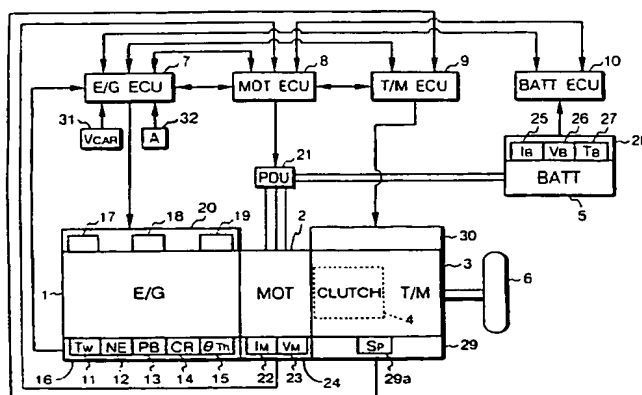 7 8 9 10
E/G ECU MOT ECU T/M ECU BATT ECU
31 32 25 26 27
VCAR A 21 IB VB TB
PDU BATT
17 18 20 19 2 5
30
3
1 E/G MOT CLUTCH T/M 6
4
TW NE PB CR θTh IM VM SP 29
16 11 12 13 14 15 22 23 24 29a